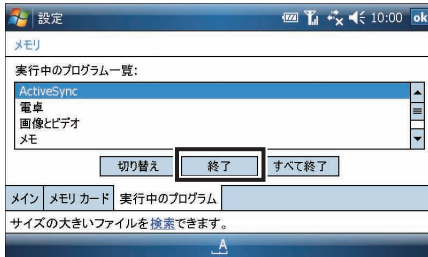 設定 10:00 ok
メモリ
実行中のプログラム一覧:
ActiveSync
電卓
画像とビデオ
メモ
切り替え 終了 すべて終了
メイン メモリ カード 実行中のプログラム
サイズの大きいファイルを検索できます。
A